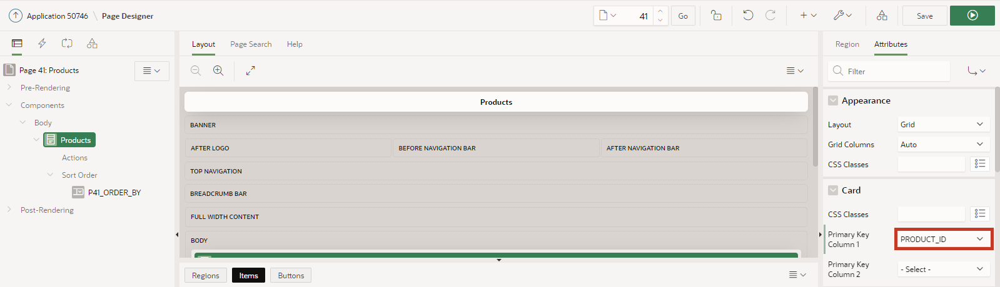 Application 50746 \ Page Designer
41
Go
Save
Layout
Page Search
Help
Region
Attributes
Page 41: Products
Filter
Pre-Rendering
Components
Body
Products
Actions
Sort Order
P41_ORDER_BY
Post-Rendering
Products
BANNER
AFTER LOGO
BEFORE NAVIGATION BAR
AFTER NAVIGATION BAR
TOP NAVIGATION
BREADCRUMB BAR
FULL WIDTH CONTENT
BODY
Regions
Items
Buttons
Appearance
Layout
Grid
Grid Columns
Auto
CSS Classes
Card
CSS Classes
Primary Key
Column 1
PRODUCT_ID
Primary Key
Column 2
- Select -